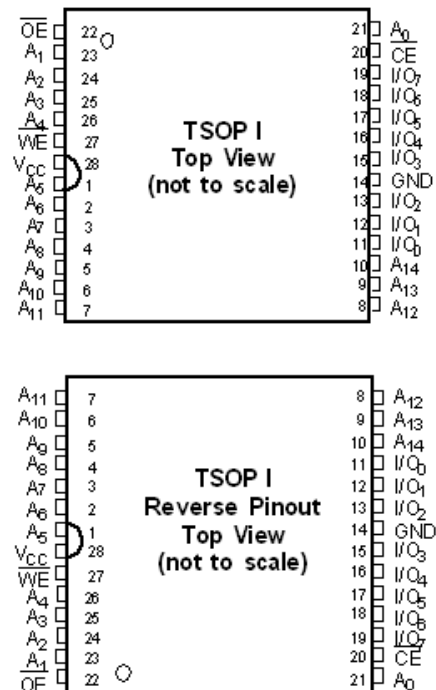 OE 22 21 A0
A1 23 20 CE
A2 24 19 I/O7
A3 25 18 I/O6
A4 26 17 I/O5
WE 27 16 I/O4
VCC 28 15 I/O3
A5 1 14 GND
A6 2 13 I/O2
A7 3 12 I/O1
A8 4 11 I/O0
A9 5 10 A14
A10 6 9 A13
A11 7 8 A12
TSOP I
Top View
(not to scale)
A11 7 8 A12
A10 6 9 A13
A9 5 10 A14
A8 4 11 I/O0
A7 3 12 I/O1
A6 2 13 I/O2
A5 1 14 GND
VCC 28 15 I/O3
WE 27 16 I/O4
A4 26 17 I/O5
A3 25 18 I/O6
A2 24 19 I/O7
A1 23 20 CE
OE 22 21 A0
TSOP I
Reverse Pinout
Top View
(not to scale)